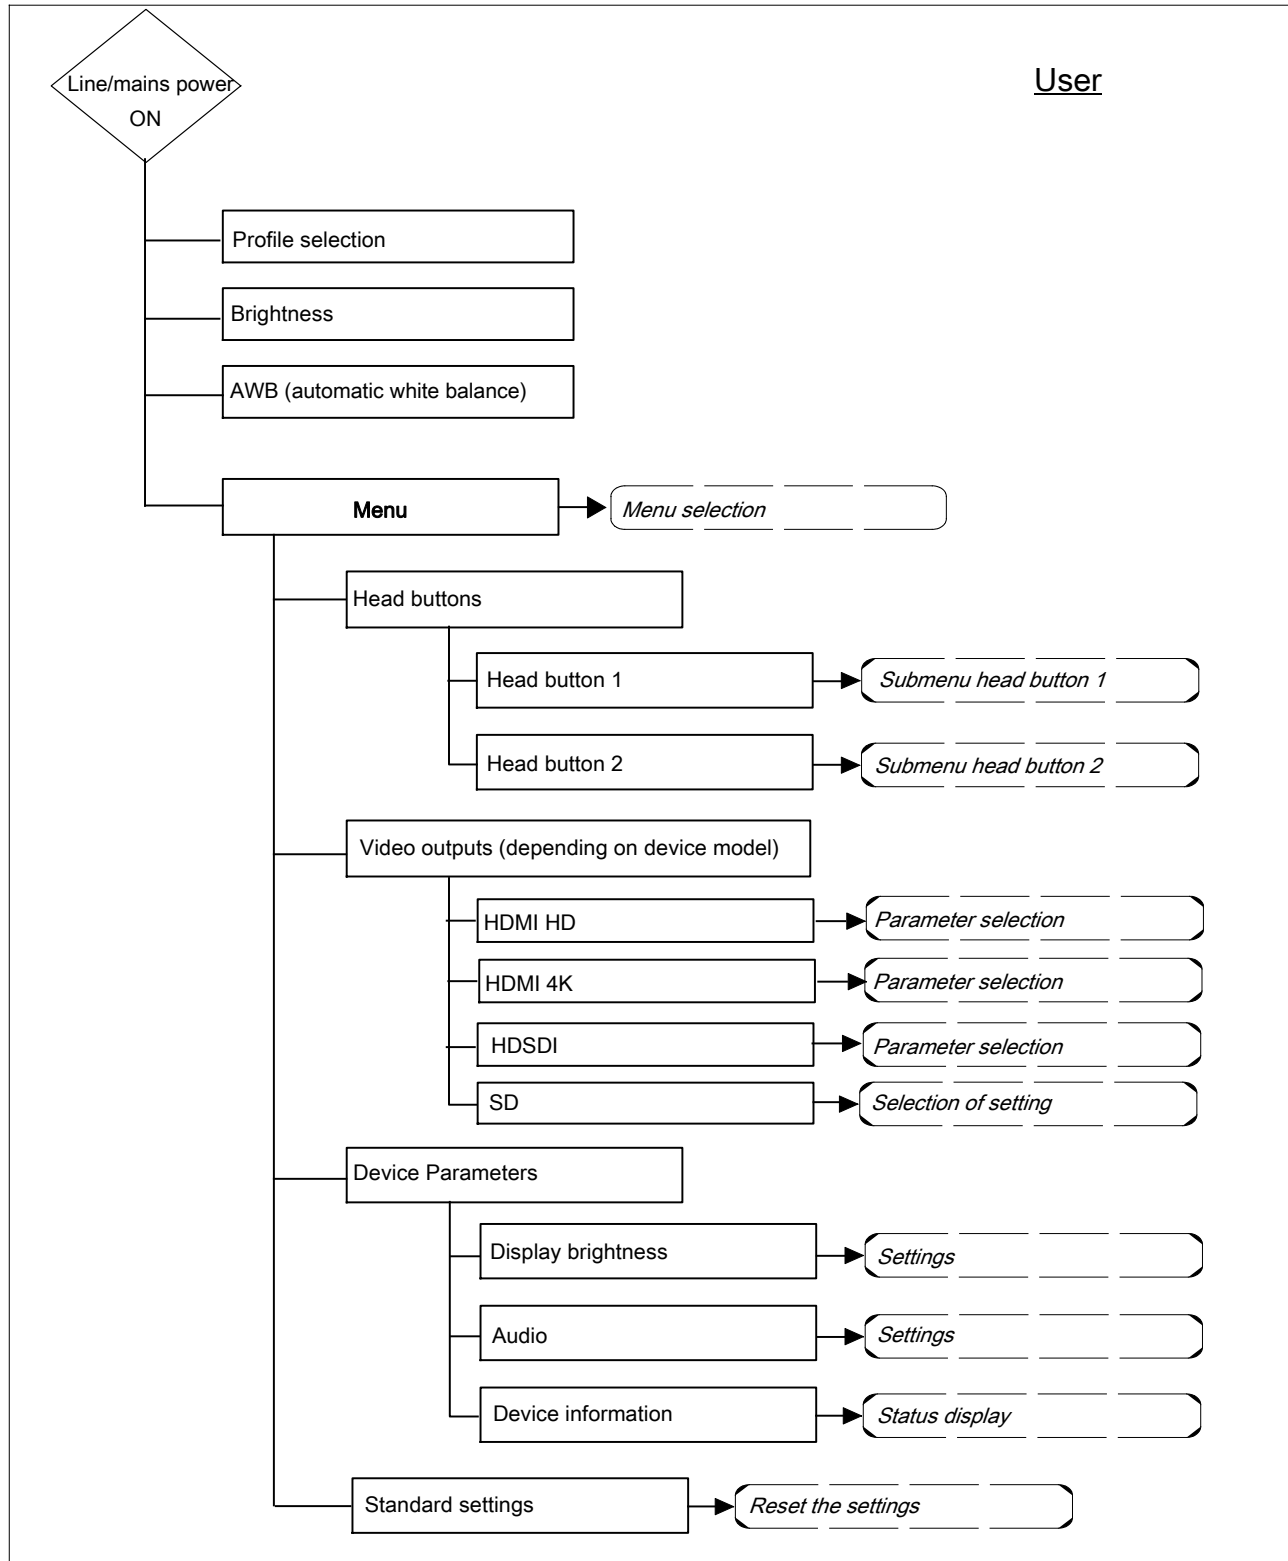 Line/mains power
ON
User
Profile selection
Brightness
AWB (automatic white balance)
Menu
Menu selection
Head buttons
Head button 1
Submenu head button 1
Head button 2
Submenu head button 2
Video outputs (depending on device model)
HDMI HD
Parameter selection
HDMI 4K
Parameter selection
HDSDI
Parameter selection
SD
Selection of setting
Device Parameters
Display brightness
Settings
Audio
Settings
Device information
Status display
Standard settings
Reset the settings